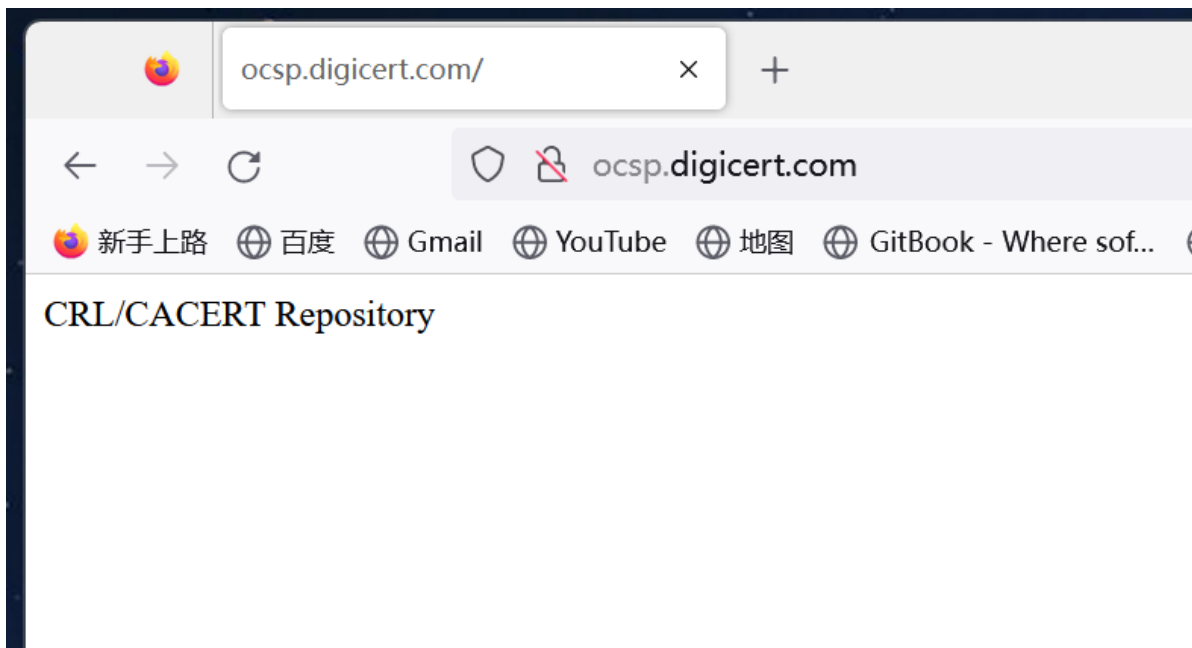 ocsp.digicert.com/
ocsp.digicert.com
新手上路 百度 Gmail YouTube 地图 GitBook - Where sof...
CRL/CACERT Repository